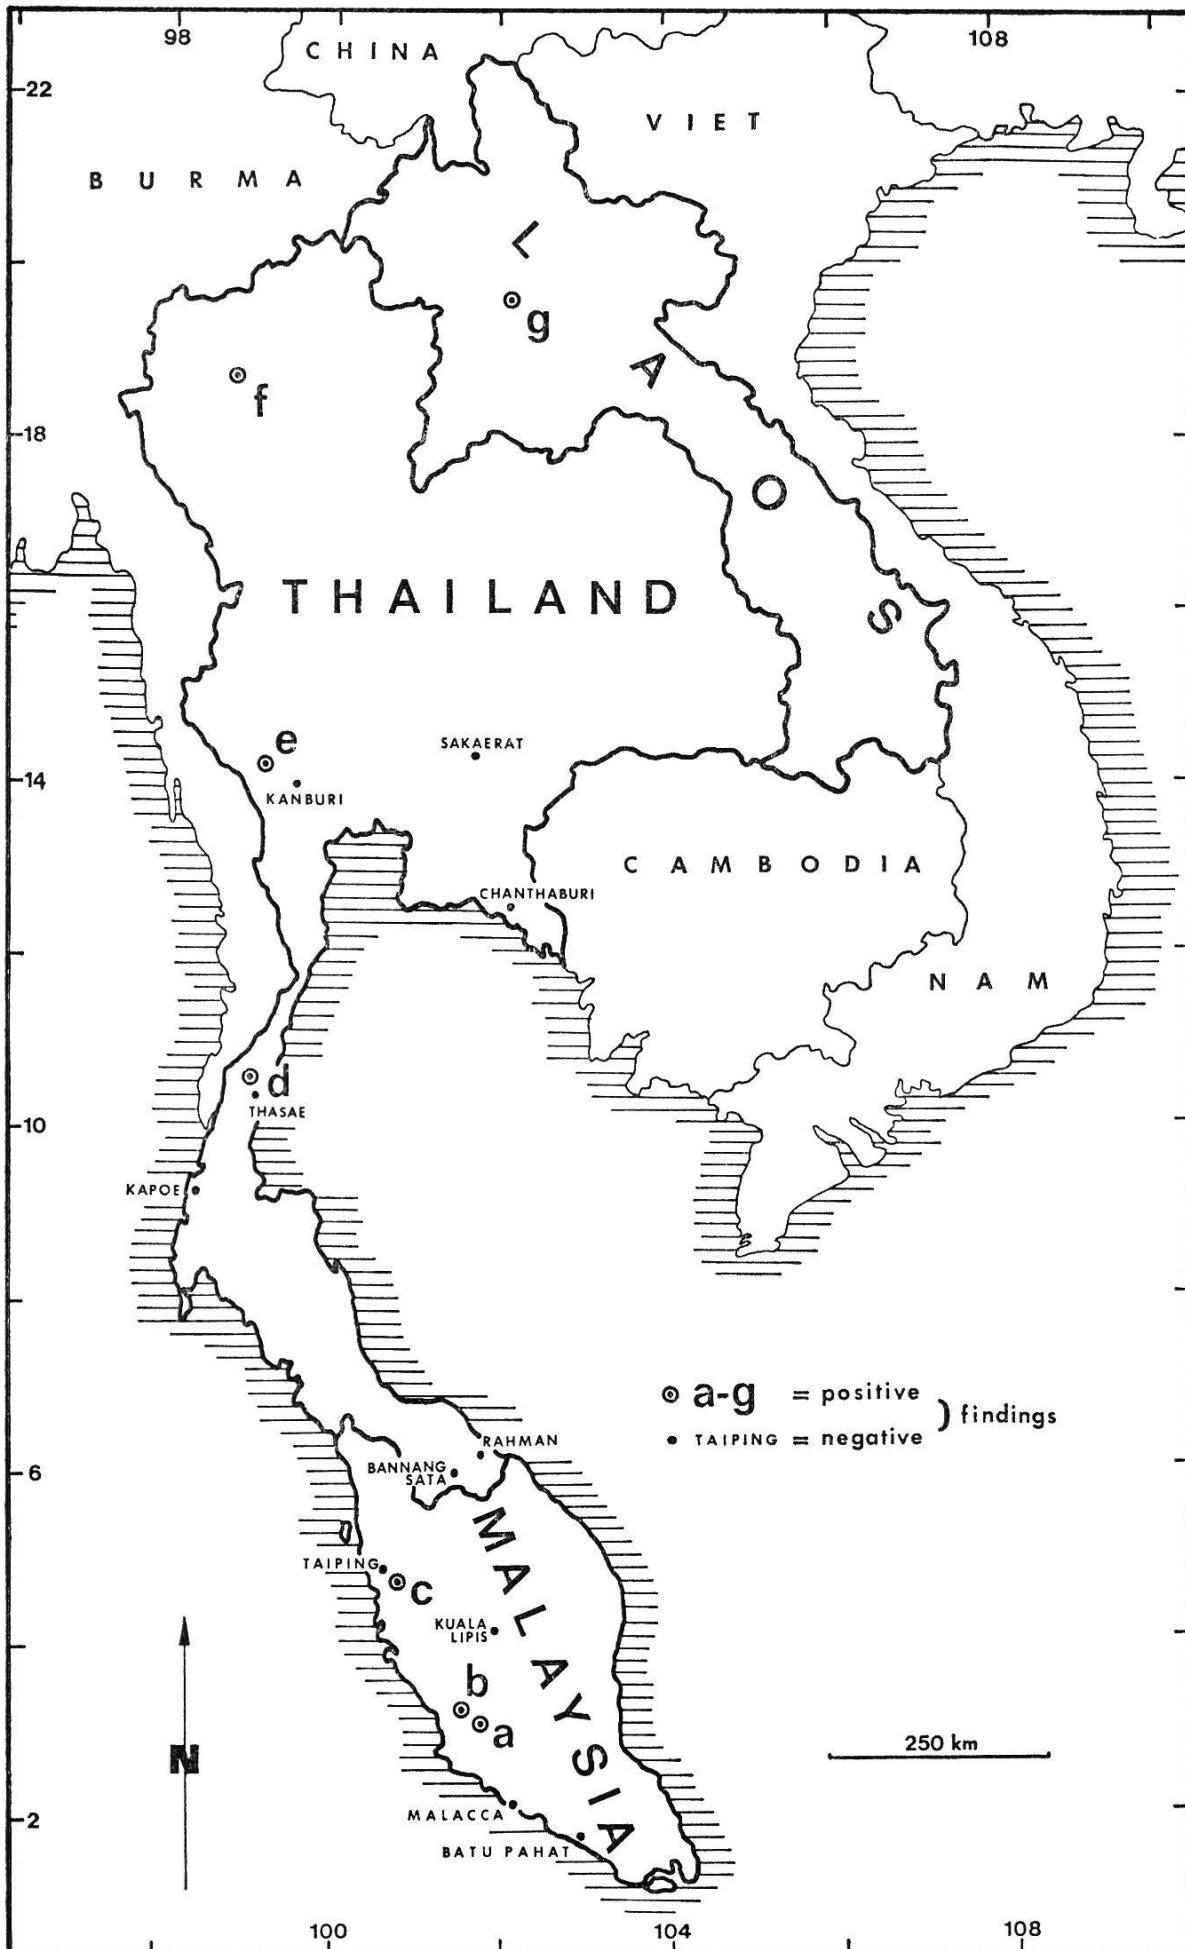 98
108
CHINA
22
VIET
BURMA
L
g
A
f
18
O
THAILAND
S
e
SAKAERAT
14
KANBURI
CAMBODIA
CHANTHABURI
NAM
d
THASAE
10
KAPOE
a-g = positive
) findings
TAIPING = negative
RAHMAN
BANNANG
SATA
6
MALAYSIA
TAIPING
c
KUALA
LIPIS
b
a
250 km
N
2
MALACCA
BATU PAHAT
100
104
108